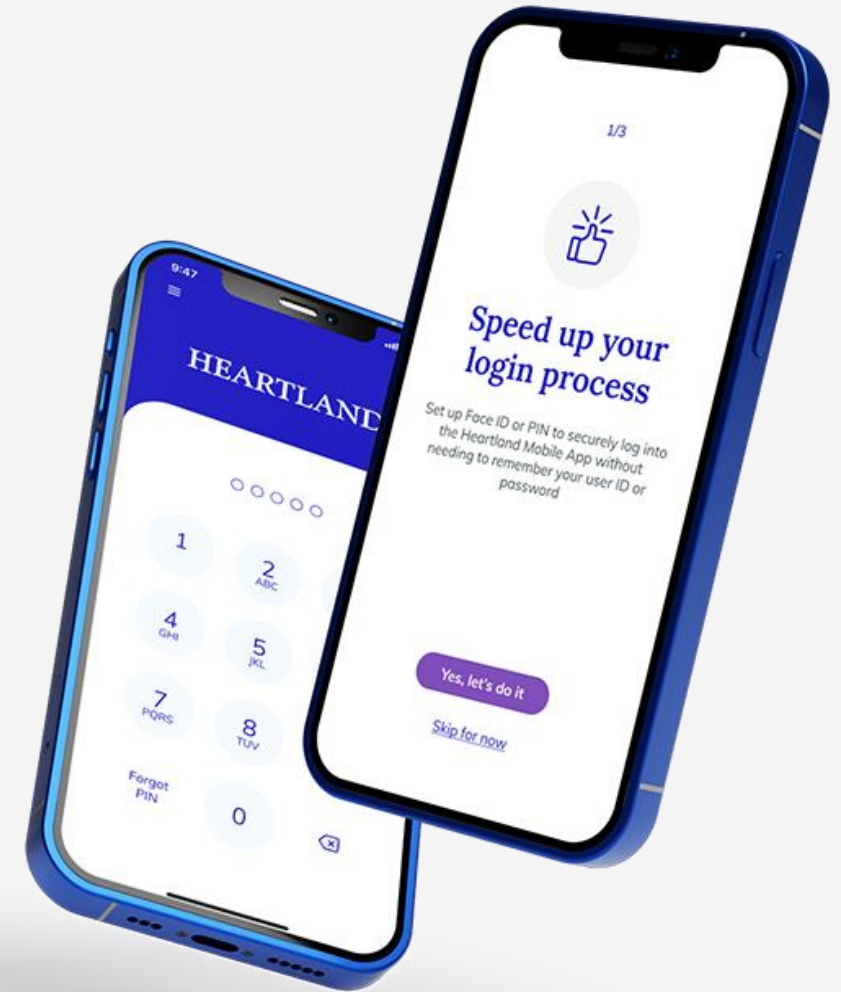 9:47
HEARTLAND
1
2
ABC
4
GHI
5
JKL
7
PQRS
8
TUV
Forgot
PIN
0
1/3
Speed up your
login process
Set up Face ID or PIN to securely log into
the Heartland Mobile App without
needing to remember your user ID or
password
Yes, let's do it
Skip for now